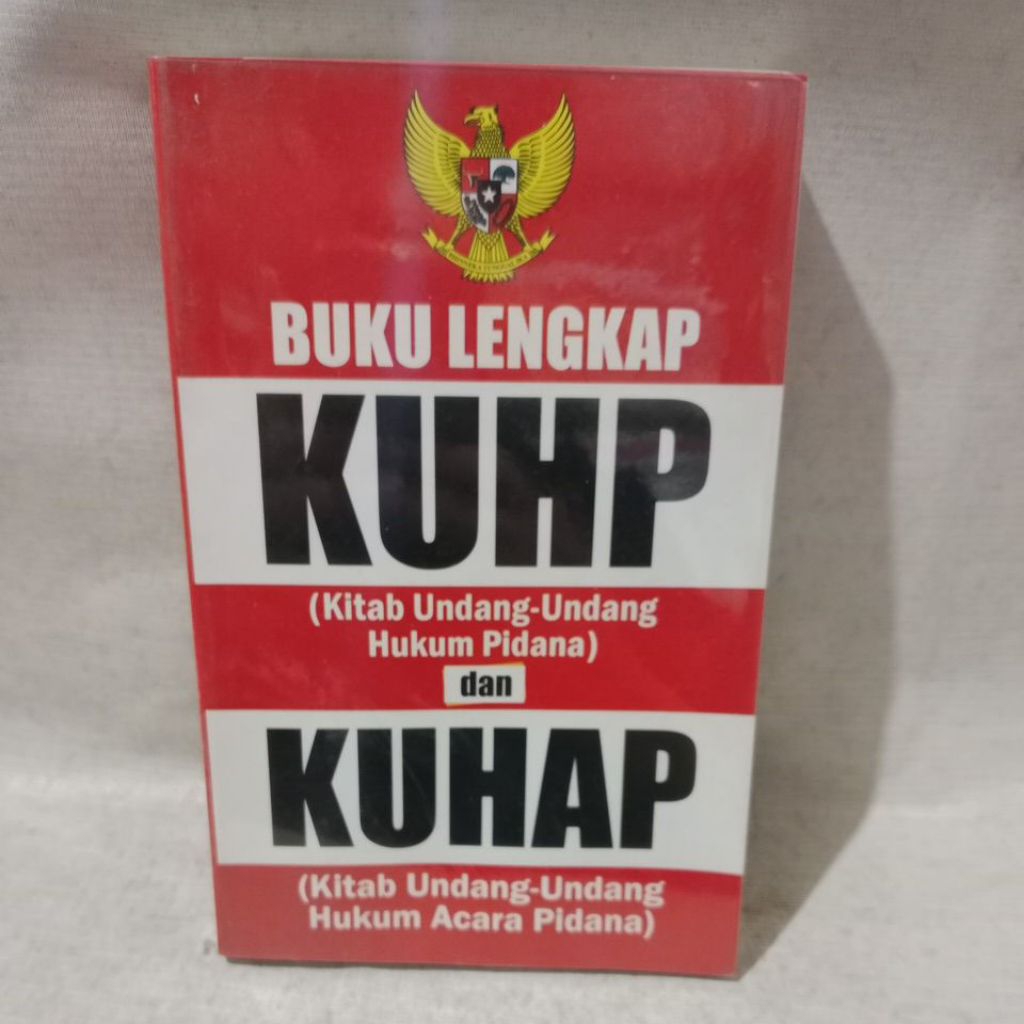 BUKU LENGKAP
KUHP
(Kitab Undang-Undang
Hukum Pidana)
dan
KUHAP
(Kitab Undang-Undang
Hukum Acara Pidana)